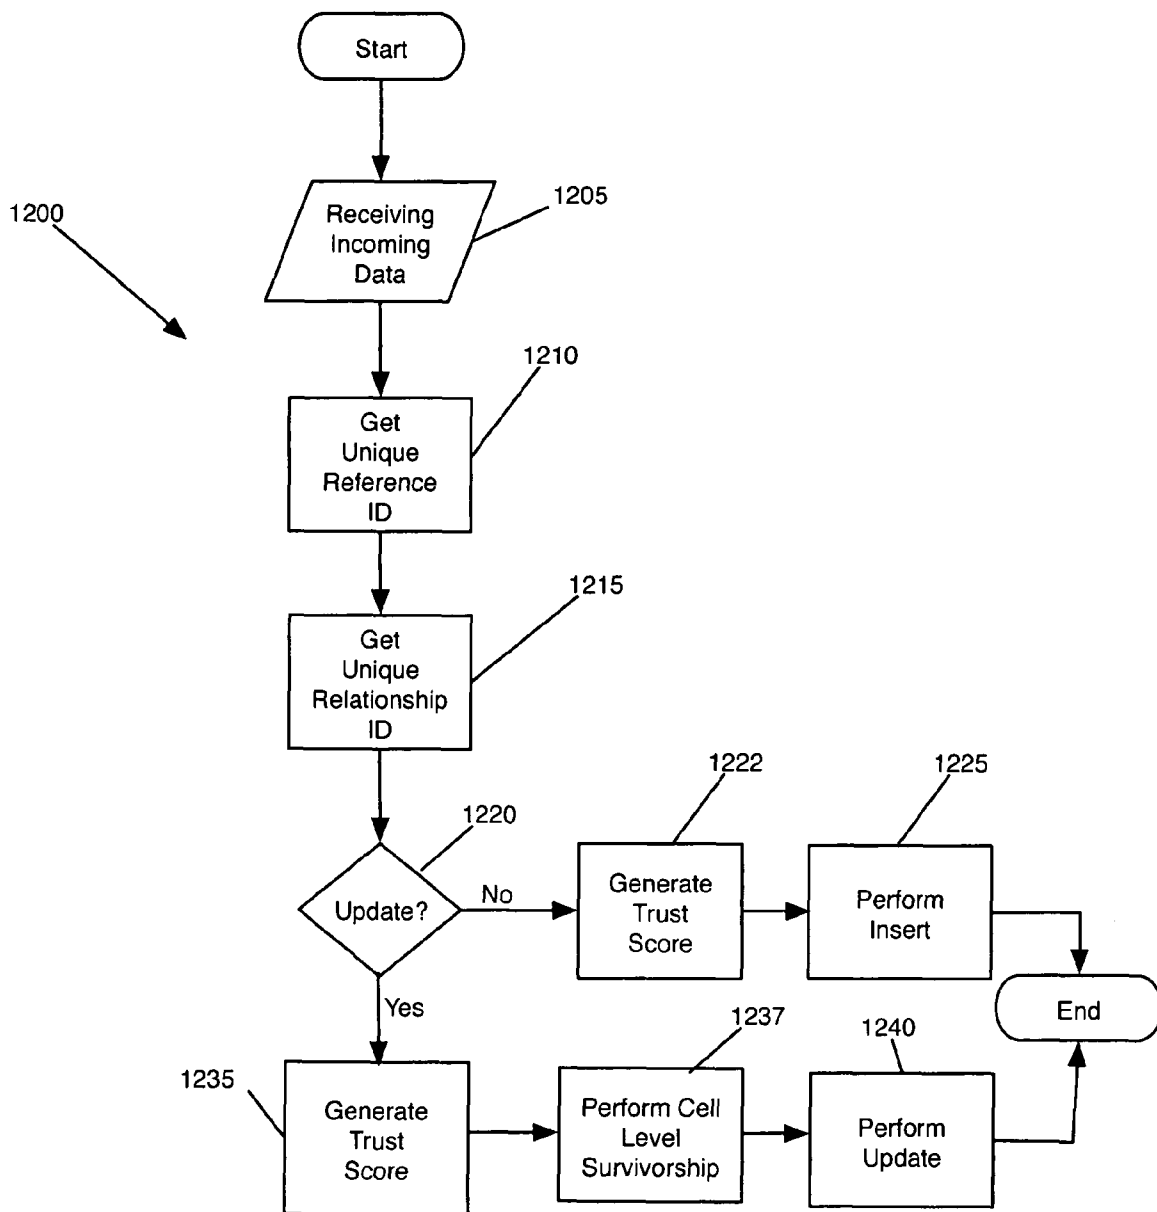 Start
1200
Receiving
Incoming
Data
1205
1210
Get
Unique
Reference
ID
1215
Get
Unique
Relationship
ID
1220
Update?
No
1222
Generate
Trust
Score
1225
Perform
Insert
End
Yes
1235
Generate
Trust
Score
1237
Perform Cell
Level
Survivorship
1240
Perform
Update